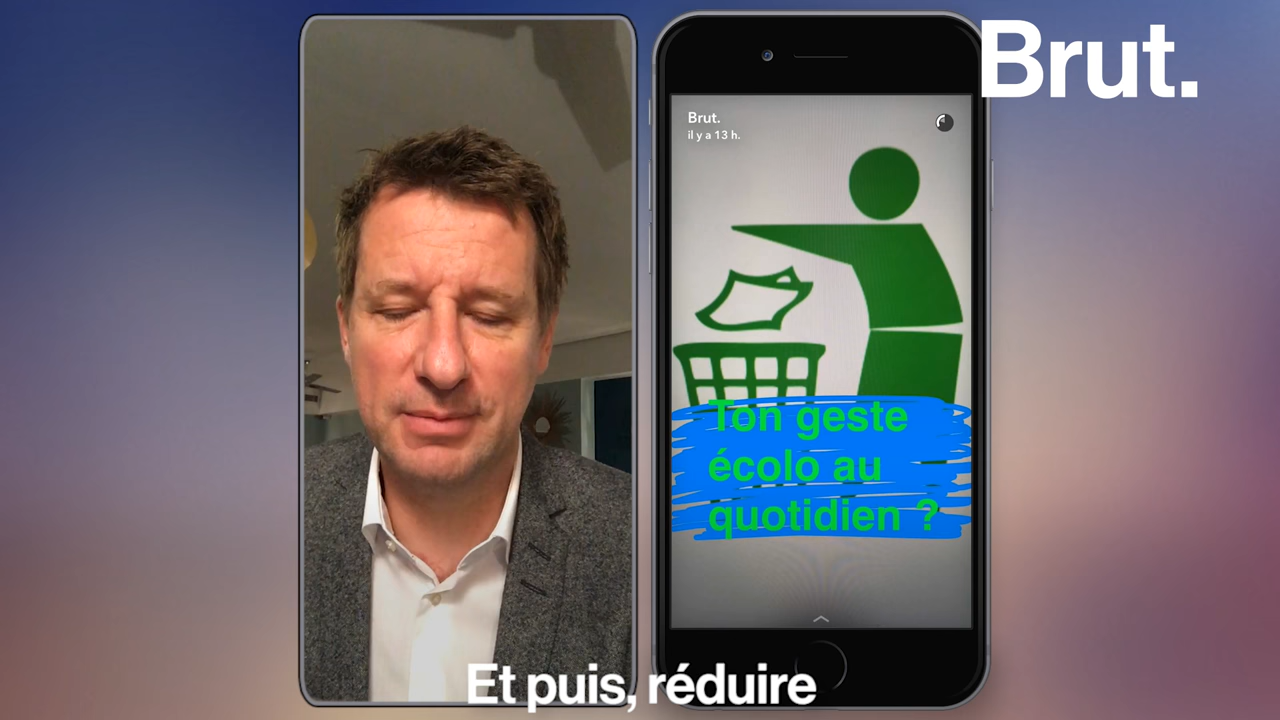 Brut.
Brut.
il y a 13 h.
Ton geste
écolo au
quotidien ?
Et puis, réduire